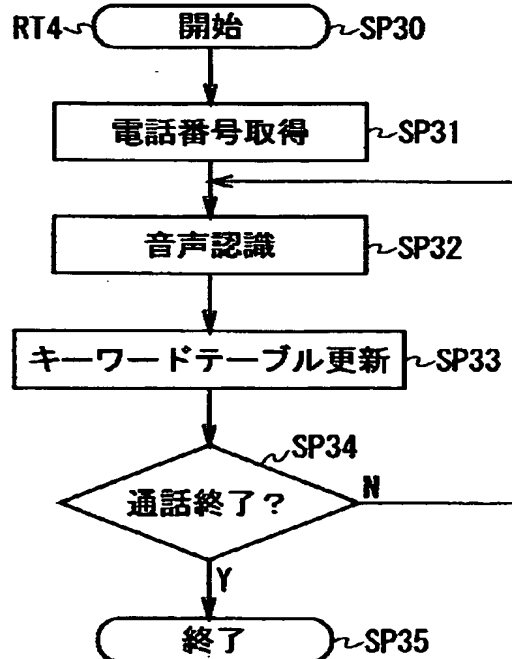 RT4 開始 SP30
電話番号取得 SP31
音声認識 SP32
キーワードテーブル更新 SP33
SP34
通話終了? N
Y
終了 SP35